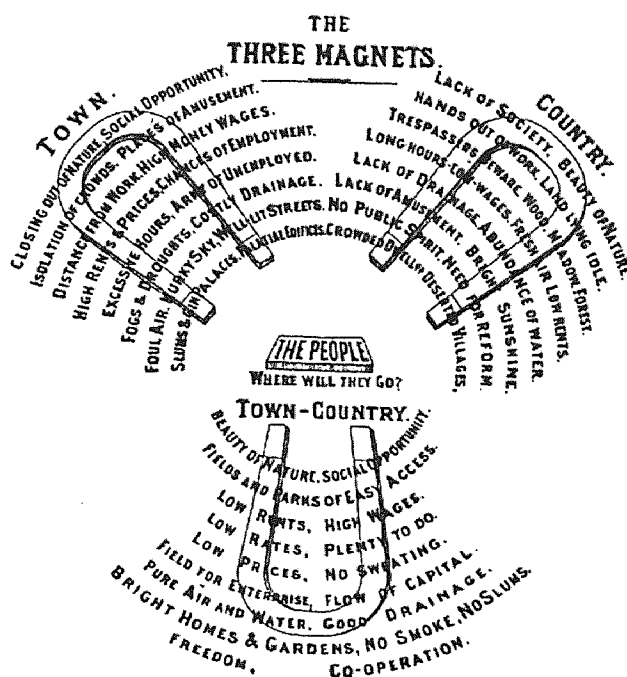 THE
THREE MAGNETS.
TOWN.
CLOSING OUT OF NATURE. SOCIAL OPPORTUNITY.
ISOLATION OF CROWDS. PLACES OF AMUSEMENT.
DISTANCE FROM WORK. HIGH MONEY WAGES.
HIGH RENTS & PRICES. CHANCES OF EMPLOYMENT.
EXCESSIVE HOURS. ARMY OF UNEMPLOYED.
FOGS & DROUGHTS. COSTLY DRAINAGE.
FOUL AIR. MURKY SKY. WELL-LIT STREETS.
SLUMS & GIN PALACES. PALATIAL EDIFICES.
COUNTRY.
LACK OF SOCIETY. BEAUTY OF NATURE.
HANDS OUT OF WORK. LAND LYING IDLE.
TRESPASSERS BEWARE. WOOD, MEADOW, FOREST.
LONG HOURS-LOW WAGES. FRESH AIR LOW RENTS.
LACK OF DRAINAGE. ABUNDANCE OF WATER.
LACK OF AMUSEMENT. BRIGHT SUNSHINE.
NO PUBLIC SPIRIT. NEED FOR REFORM.
CROWDED DWELLINGS. DESERTED VILLAGES,
THE PEOPLE
WHERE WILL THEY GO?
TOWN-COUNTRY.
BEAUTY OF NATURE. SOCIAL OPPORTUNITY.
FIELDS AND PARKS OF EASY ACCESS.
LOW RENTS, HIGH WAGES.
LOW RATES, PLENTY TO DO.
LOW PRICES, NO SWEATING.
FIELD FOR ENTERPRISE, FLOW OF CAPITAL.
PURE AIR AND WATER. GOOD DRAINAGE.
BRIGHT HOMES & GARDENS, NO SMOKE, NO SLUMS.
FREEDOM. CO-OPERATION.